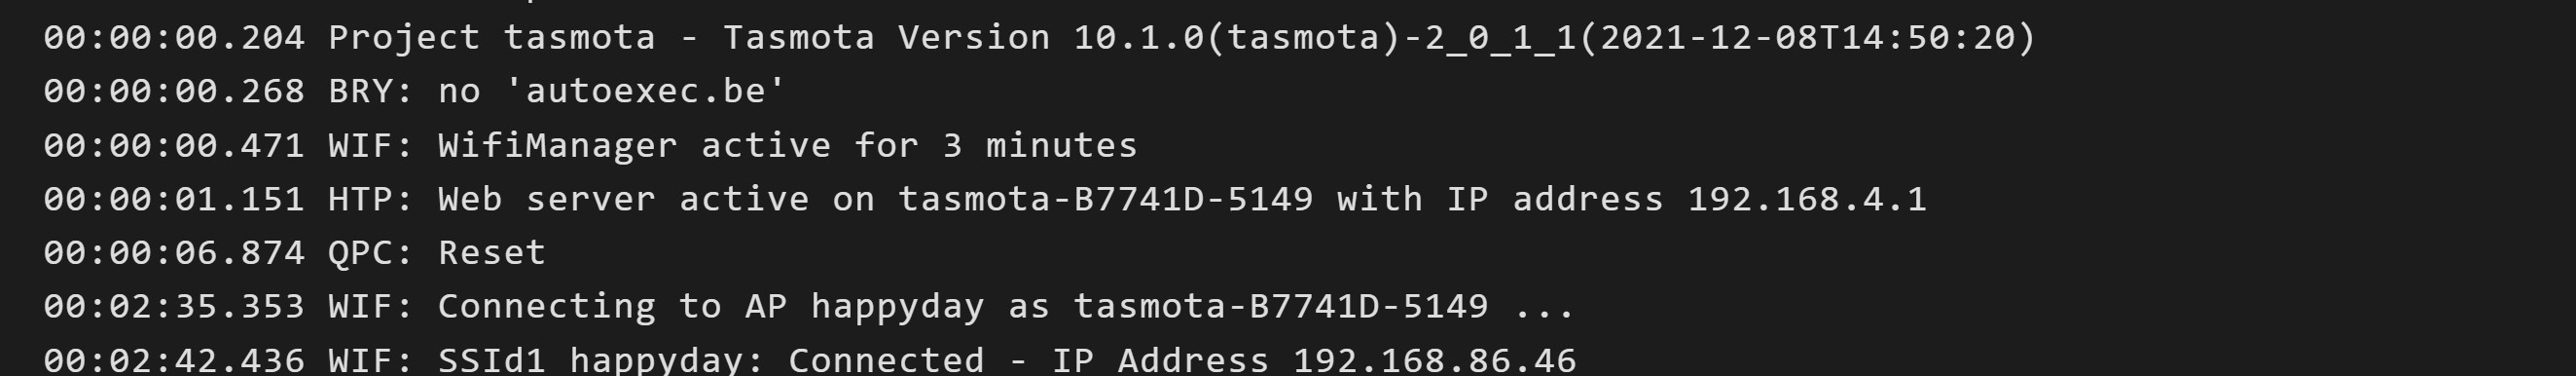 00:00:00.204 Project tasmota - Tasmota Version 10.1.0(tasmota)-2_0_1_1(2021-12-08T14:50:20)
00:00:00.268 BRY: no 'autoexec.be'
00:00:00.471 WIF: WifiManager active for 3 minutes
00:00:01.151 HTP: Web server active on tasmota-B7741D-5149 with IP address 192.168.4.1
00:00:06.874 QPC: Reset
00:02:35.353 WIF: Connecting to AP happyday as tasmota-B7741D-5149 ...
00:02:42.436 WIF: SSId1 happyday: Connected - IP Address 192.168.86.46